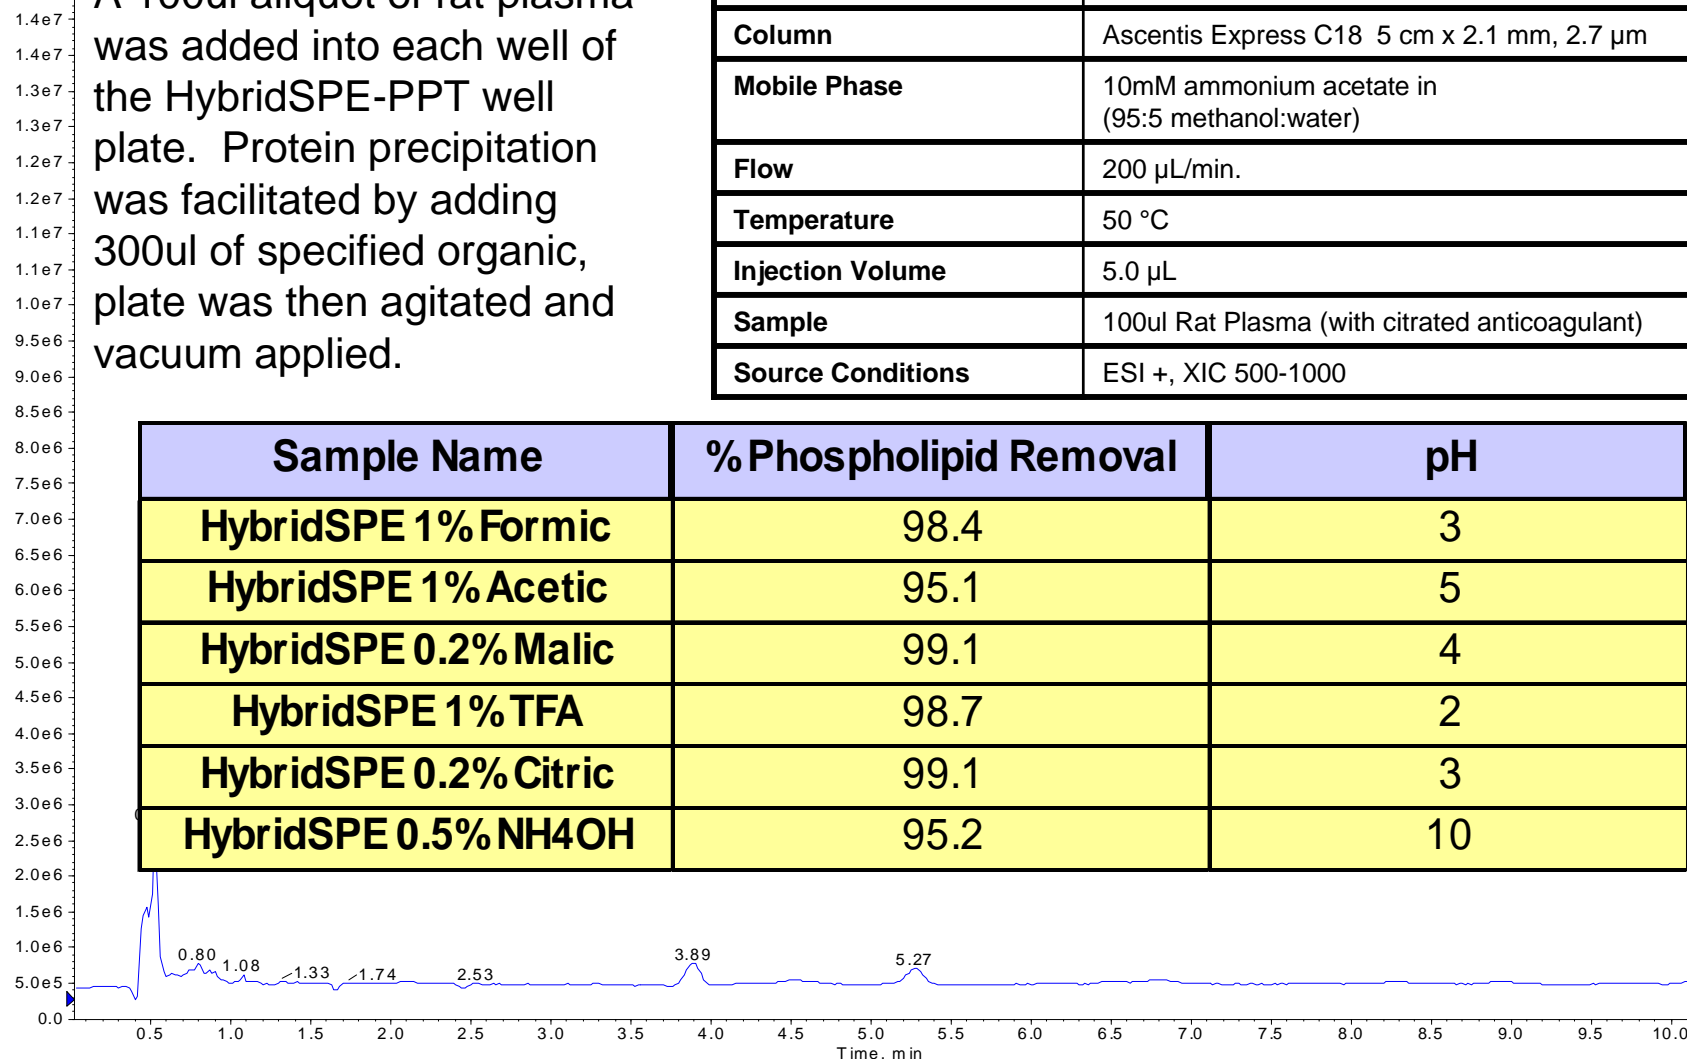 A 100ul aliquot of rat plasma
was added into each well of
the HybridSPE-PPT well
plate. Protein precipitation
was facilitated by adding
300ul of specified organic,
plate was then agitated and
vacuum applied.
Column Ascentis Express C18 5 cm x 2.1 mm, 2.7 µm
Mobile Phase 10mM ammonium acetate in
(95:5 methanol:water)
Flow 200 µL/min.
Temperature 50 °C
Injection Volume 5.0 µL
Sample 100ul Rat Plasma (with citrated anticoagulant)
Source Conditions ESI +, XIC 500-1000
Sample Name % Phospholipid Removal pH
HybridSPE 1% Formic 98.4 3
HybridSPE 1% Acetic 95.1 5
HybridSPE 0.2% Malic 99.1 4
HybridSPE 1% TFA 98.7 2
HybridSPE 0.2% Citric 99.1 3
HybridSPE 0.5% NH4OH 95.2 10
1.4e7
1.4e7
1.3e7
1.3e7
1.2e7
1.2e7
1.1e7
1.1e7
1.0e7
9.5e6
9.0e6
8.5e6
8.0e6
7.5e6
7.0e6
6.5e6
6.0e6
5.5e6
5.0e6
4.5e6
4.0e6
3.5e6
3.0e6
2.5e6
2.0e6
1.5e6
1.0e6
5.0e5
0.0
0.80 1.08 1.33 1.74 2.53 3.89 5.27
0.5 1.0 1.5 2.0 2.5 3.0 3.5 4.0 4.5 5.0 5.5 6.0 6.5 7.0 7.5 8.0 8.5 9.0 9.5 10.0
Time, min